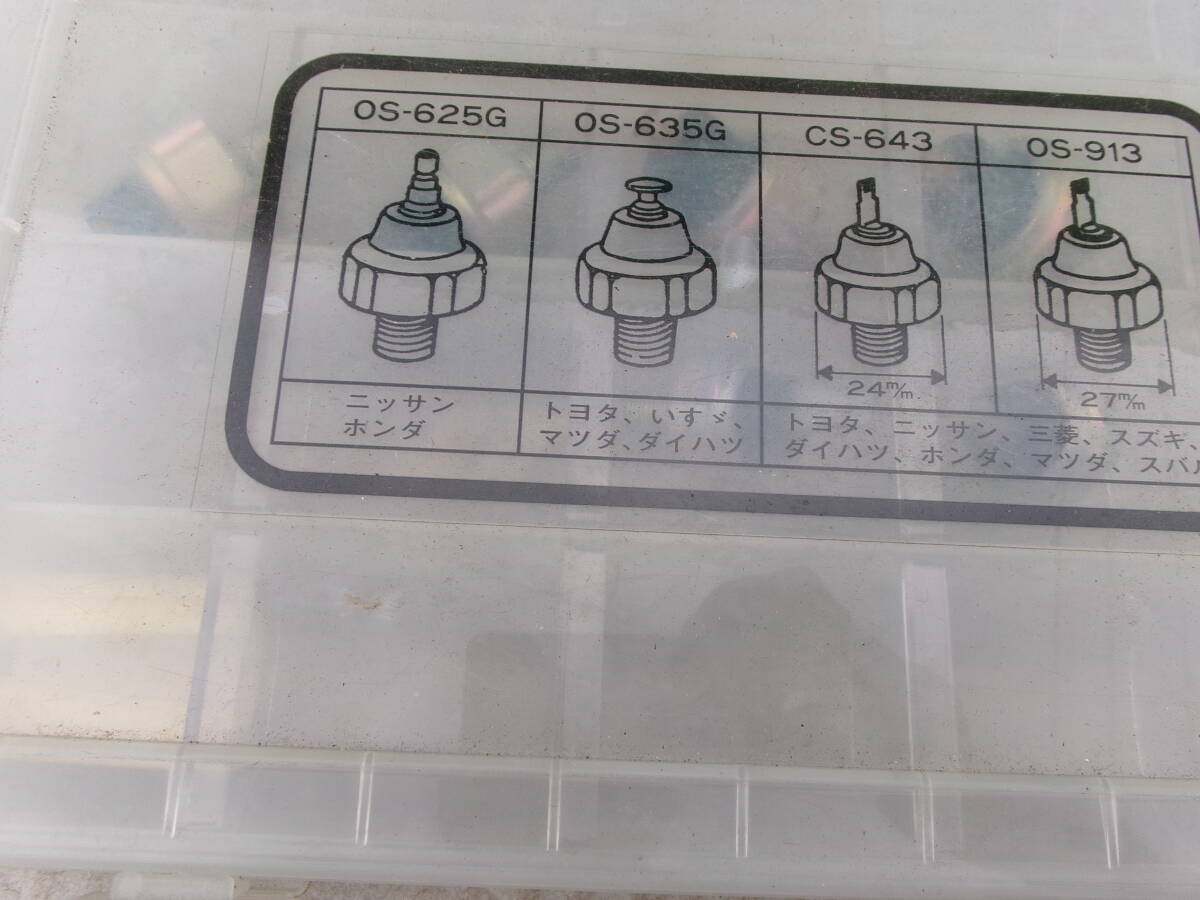 OS-625G
OS-635G
CS-643
OS-913
24m/m.
27m/m
ニッサン
ホンダ
トヨタ、いすゞ、
マツダ、ダイハツ
トヨタ、ニッサン、三菱、スズキ、
ダイハツ、ホンダ、マツダ、スバル